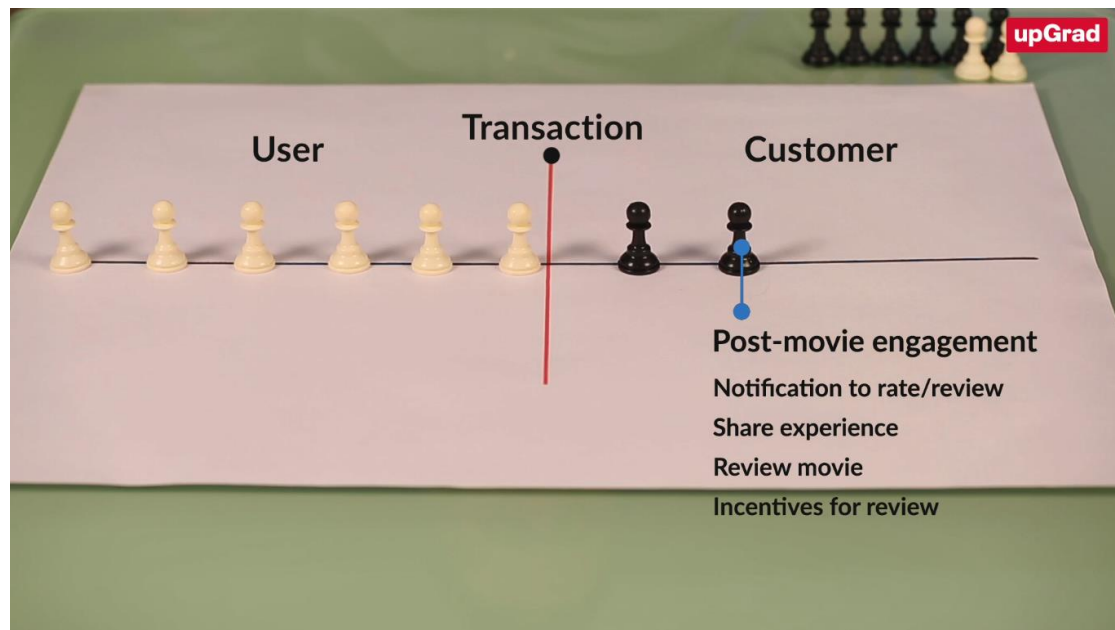 upGrad
Transaction
User
Customer
Post-movie engagement
Notification to rate/review
Share experience
Review movie
Incentives for review